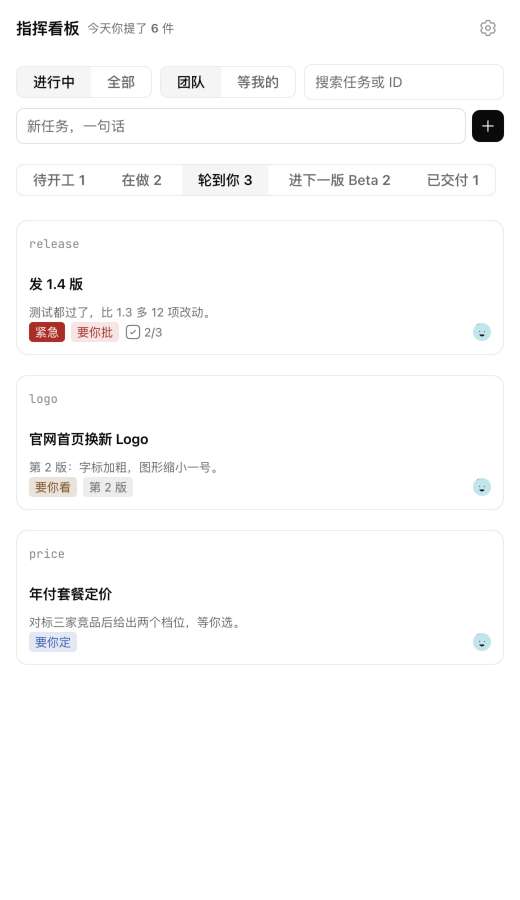 指挥看板 今天你提了 6 件
进行中 全部 团队 等我的 搜索任务或 ID
新任务，一句话
待开工 1 在做 2 轮到你 3 进下一版 Beta 2 已交付 1
release
发 1.4 版
测试都过了，比 1.3 多 12 项改动。
紧急 要你批 2/3
logo
官网首页换新 Logo
第 2 版：字标加粗，图形缩小一号。
要你看 第 2 版
price
年付套餐定价
对标三家竞品后给出两个档位，等你选。
要你定